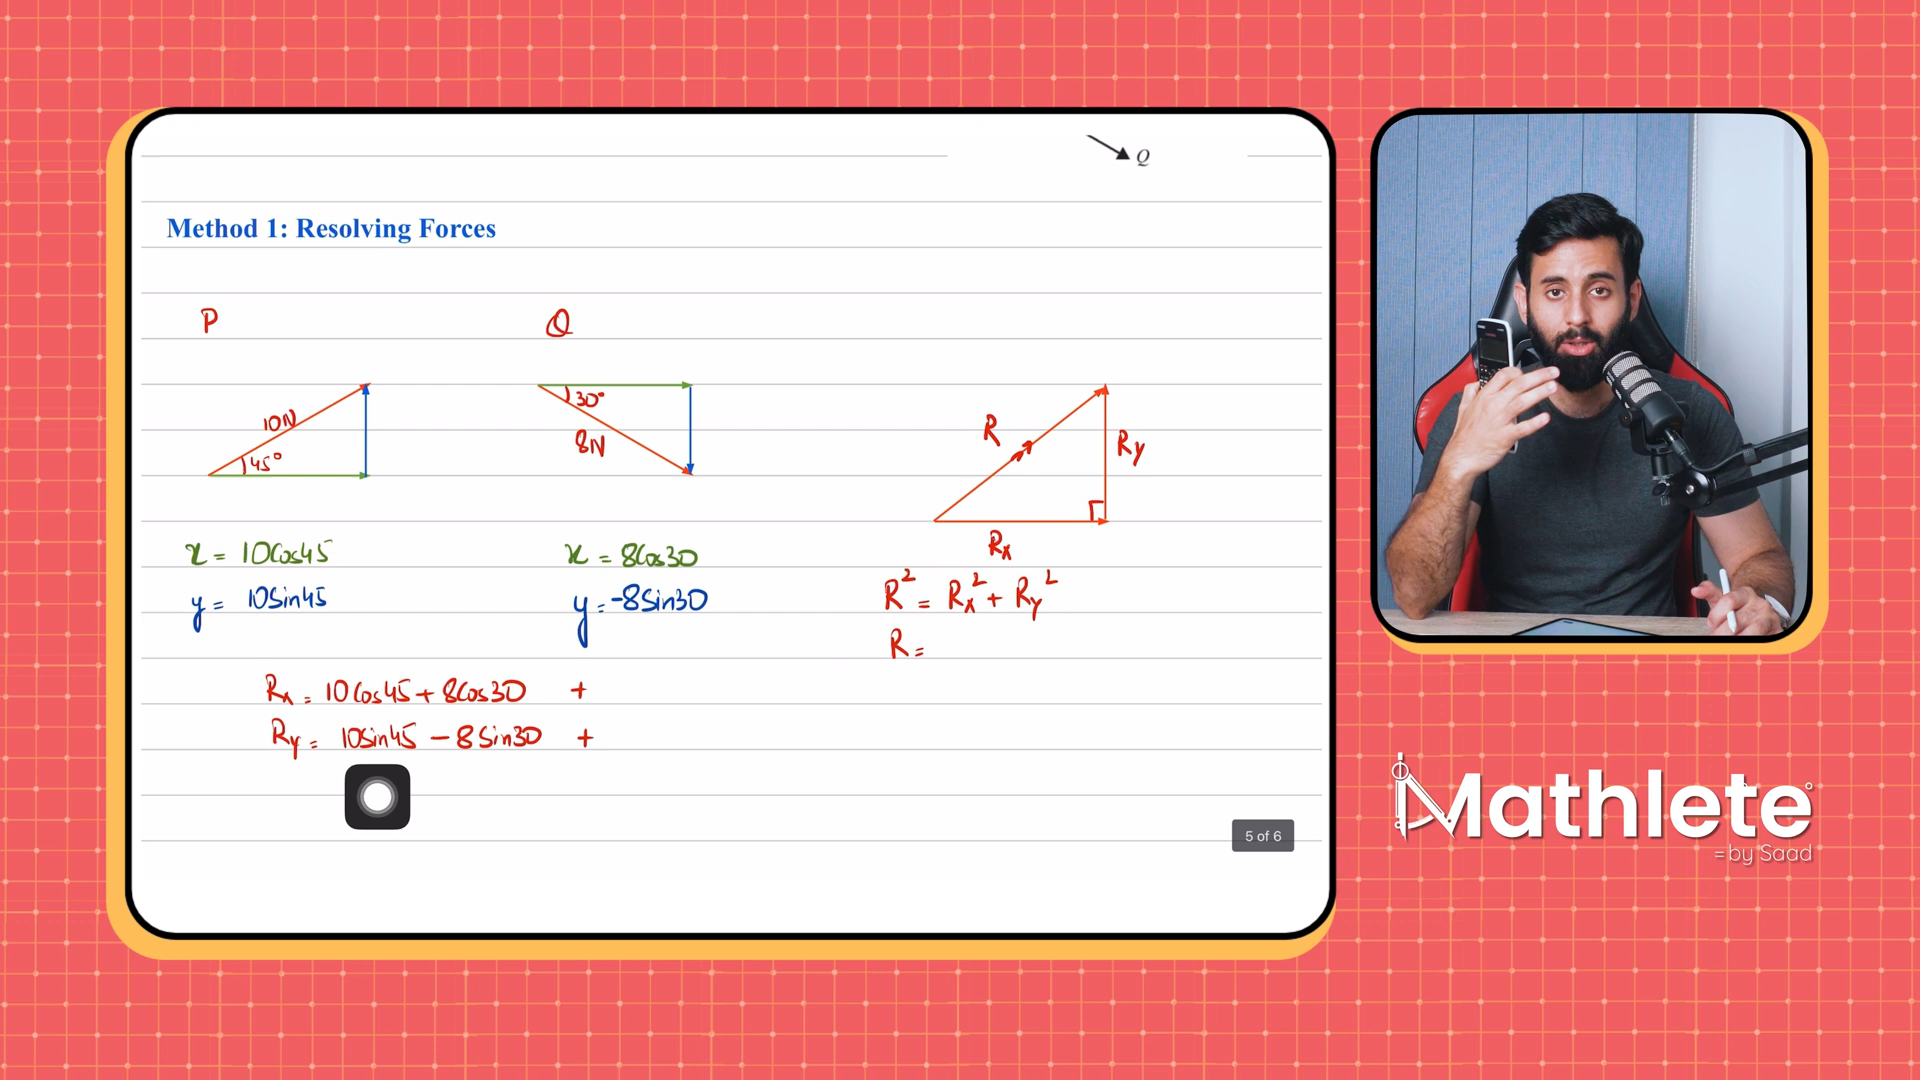 Q
Method 1: Resolving Forces
P
Q
10N
45°
30°
8N
R
Ry
Rx
x = 10Cos45
y = 10Sin45
x = 8Cos30
y = -8Sin30
R² = Rx² + Ry²
R =
Rx = 10Cos45 + 8Cos30 +
Ry = 10Sin45 - 8Sin30 +
5 of 6
Mathlete
= by Saad